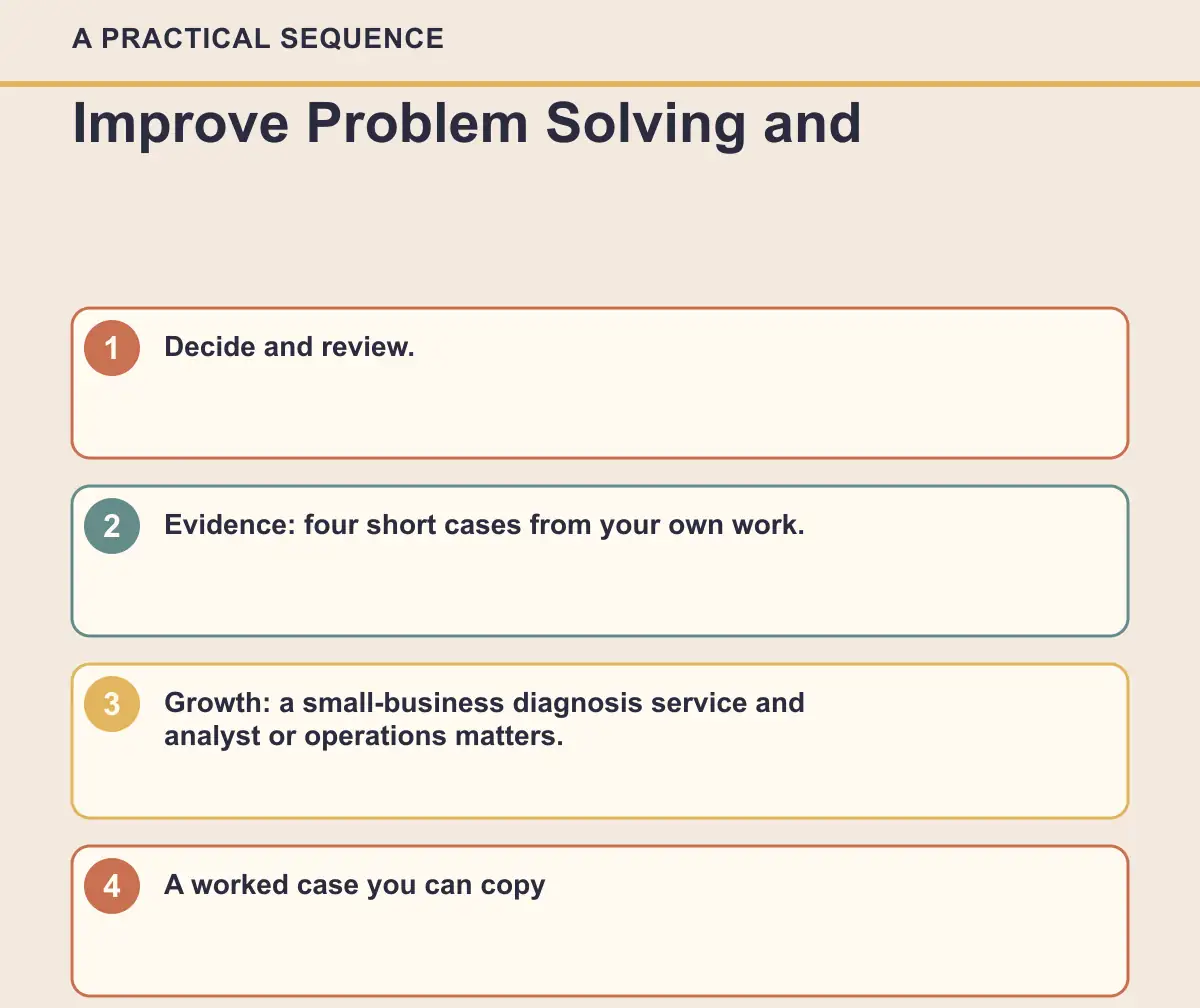 A PRACTICAL SEQUENCE
Improve Problem Solving and
1
Decide and review.
2
Evidence: four short cases from your own work.
3
Growth: a small-business diagnosis service and
analyst or operations matters.
4
A worked case you can copy